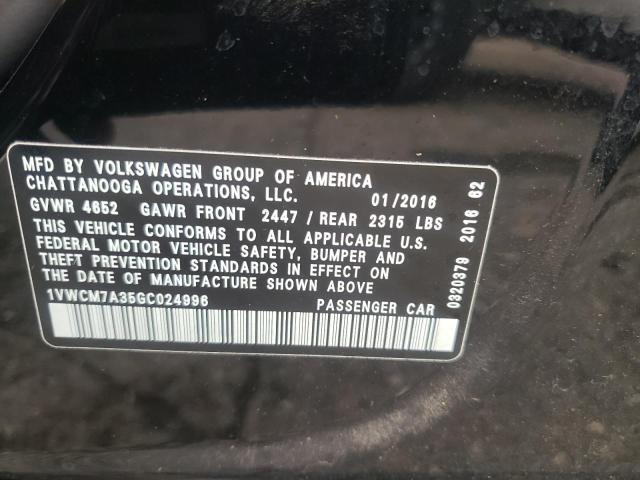 MFD BY VOLKSWAGEN GROUP OF AMERICA
CHATTANOOGA OPERATIONS, LLC. 01/2016
GVWR 4652 GAWR FRONT 2447 / REAR 2315 LBS
THIS VEHICLE CONFORMS TO ALL APPLICABLE U.S.
FEDERAL MOTOR VEHICLE SAFETY, BUMPER AND
THEFT PREVENTION STANDARDS IN EFFECT ON
THE DATE OF MANUFACTURE SHOWN ABOVE
1VWCM7A35GC024996 PASSENGER CAR
0320379 2016 62